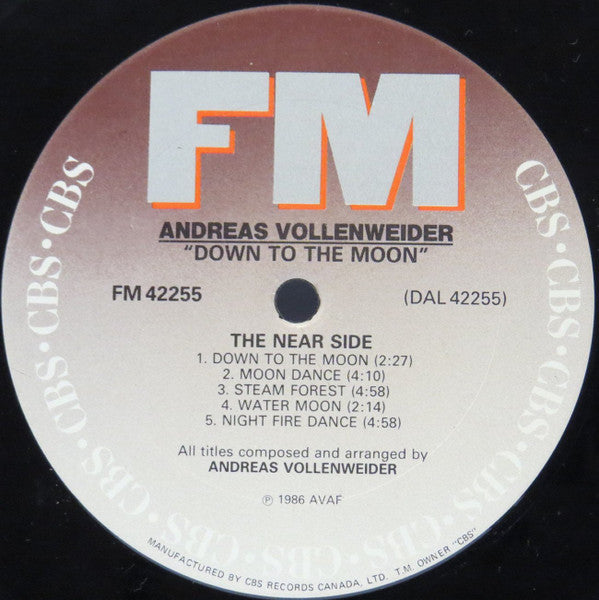 FM
ANDREAS VOLLENWEIDER
"DOWN TO THE MOON"
FM 42255
(DAL 42255)
THE NEAR SIDE
1. DOWN TO THE MOON (2:27)
2. MOON DANCE (4:10)
3. STEAM FOREST (4:58)
4. WATER MOON (2:14)
5. NIGHT FIRE DANCE (4:58)
All titles composed and arranged by
ANDREAS VOLLENWEIDER
℗ 1986 AVAF
CBS·CBS·CBS·CBS·CBS·CBS·CBS·CBS·CBS·CBS·CBS
MANUFACTURED BY CBS RECORDS CANADA, LTD. T.M. OWNER "CBS"